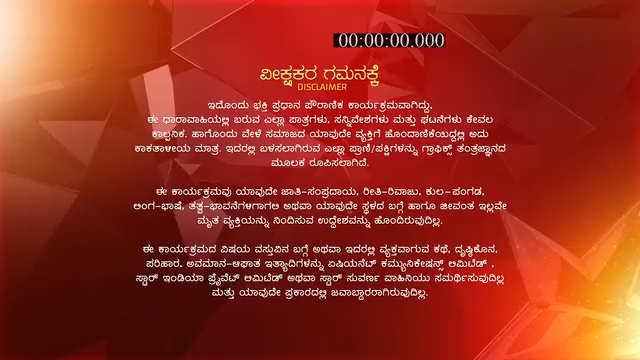 00:00:00.000
ವೀಕ್ಷಕರ ಗಮನಕ್ಕೆ
DISCLAIMER
ಇದೊಂದು ಭಕ್ತಿ ಪ್ರಧಾನ ಪೌರಾಣಿಕ ಕಾರ್ಯಕ್ರಮವಾಗಿದ್ದು,
ಈ ಧಾರಾವಾಹಿಯಲ್ಲಿ ಬರುವ ಎಲ್ಲಾ ಪಾತ್ರಗಳು, ಸನ್ನಿವೇಶಗಳು ಮತ್ತು ಘಟನೆಗಳು ಕೇವಲ
ಕಾಲ್ಪನಿಕ. ಹಾಗೊಂದು ವೇಳೆ ಸಮಾಜದ ಯಾವುದೇ ವ್ಯಕ್ತಿಗೆ ಹೊಂದಾಣಿಕೆಯಿದ್ದಲ್ಲಿ ಅದು
ಕಾಕತಾಳೀಯ ಮಾತ್ರ. ಇದರಲ್ಲಿ ಬಳಸಲಾಗಿರುವ ಎಲ್ಲಾ ಪ್ರಾಣಿ/ಪಕ್ಷಿಗಳನ್ನು ಗ್ರಾಫಿಕ್ಸ್ ತಂತ್ರಜ್ಞಾನದ
ಮೂಲಕ ರೂಪಿಸಲಾಗಿದೆ.
ಈ ಕಾರ್ಯಕ್ರಮವು ಯಾವುದೇ ಜಾತಿ-ಸಂಪ್ರದಾಯ, ರೀತಿ-ರಿವಾಜು, ಕುಲ-ಪಂಗಡ,
ಲಿಂಗ-ಭಾಷೆ, ತತ್ವ-ಭಾವನೆಗಳಾಗಲಿ ಅಥವಾ ಯಾವುದೇ ಸ್ಥಳದ ಬಗ್ಗೆ ಹಾಗೂ ಜೀವಂತ ಇಲ್ಲವೇ
ಮೃತ ವ್ಯಕ್ತಿಯನ್ನು ನಿಂದಿಸುವ ಉದ್ದೇಶವನ್ನು ಹೊಂದಿರುವುದಿಲ್ಲ.
ಈ ಕಾರ್ಯಕ್ರಮದ ವಿಷಯ ವಸ್ತುವಿನ ಬಗ್ಗೆ ಅಥವಾ ಇದರಲ್ಲಿ ವ್ಯಕ್ತವಾಗುವ ಕಥೆ, ದೃಷ್ಠಿಕೋನ,
ಪರಿಹಾರ, ಅವಮಾನ-ಆಘಾತ ಇತ್ಯಾದಿಗಳನ್ನು ಏಷಿಯನೆಟ್ ಕಮ್ಯುನಿಕೇಷನ್ಸ್ ಲಿಮಿಟೆಡ್ ,
ಸ್ಟಾರ್ ಇಂಡಿಯಾ ಪ್ರೈವೆಟ್ ಲಿಮಿಟೆಡ್ ಅಥವಾ ಸ್ಟಾರ್ ಸುವರ್ಣ ವಾಹಿನಿಯು ಸಮರ್ಥಿಸುವುದಿಲ್ಲ
ಮತ್ತು ಯಾವುದೇ ಪ್ರಕಾರದಲ್ಲಿ ಜವಾಬ್ದಾರರಾಗಿರುವುದಿಲ್ಲ.